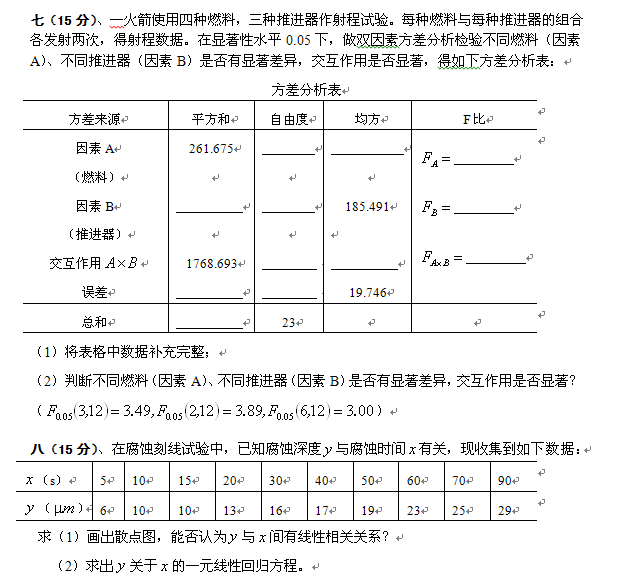 七(15分)、一火箭使用四种燃料，三种推进器作射程试验。每种燃料与每种推进器的组合
各发射两次，得射程数据。在显著性水平 0.05 下，做双因素方差分析检验不同燃料（因素
A）、不同推进器（因素 B）是否有显著差异，交互作用是否显著，得如下方差分析表：
方差分析表
方差来源 平方和 自由度 均方 F 比
因素 A 261.675 ______ ______ F_A = ______
（燃料）
因素 B ______ ______ 185.491 F_B = ______
（推进器）
交互作用 A×B 1768.693 ______ ______ F_{A×B} = ______
误差 ______ ______ 19.746
总和 ______ 23
（1）将表格中数据补充完整；
（2）判断不同燃料（因素 A）、不同推进器（因素 B）是否有显著差异，交互作用是否显著？
（F_{0.05}(3,12)=3.49, F_{0.05}(2,12)=3.89, F_{0.05}(6,12)=3.00）
八(15分)、在腐蚀刻线试验中，已知腐蚀深度 y 与腐蚀时间 x 有关，现收集到如下数据：
x（s） 5 10 15 20 30 40 50 60 70 90
y（μm） 6 10 10 13 16 17 19 23 25 29
求（1）画出散点图，能否认为 y 与 x 间有线性相关关系？
（2）求出 y 关于 x 的一元线性回归方程。